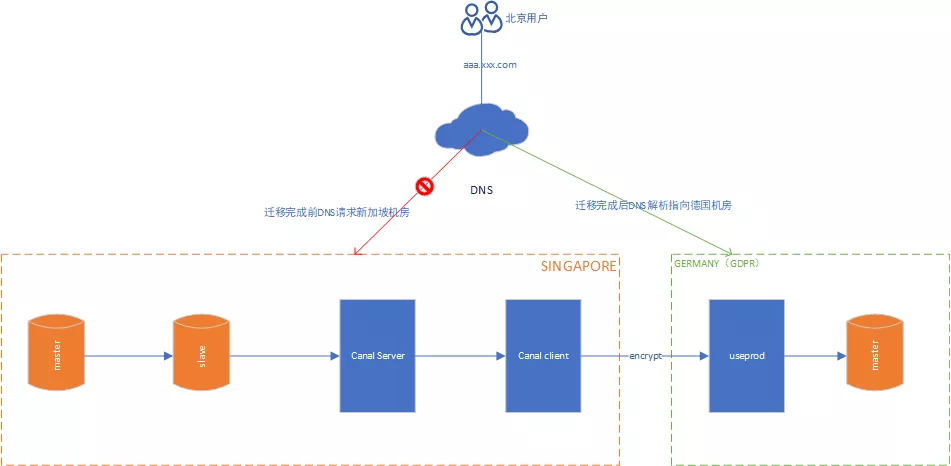 北京用户
aaa.xxx.com
DNS
迁移完成前DNS请求新加坡机房
迁移完成后DNS解析指向德国机房
SINGAPORE
GERMANY（GDPR）
master
slave
Canal Server
Canal client
encrypt
useprod
master